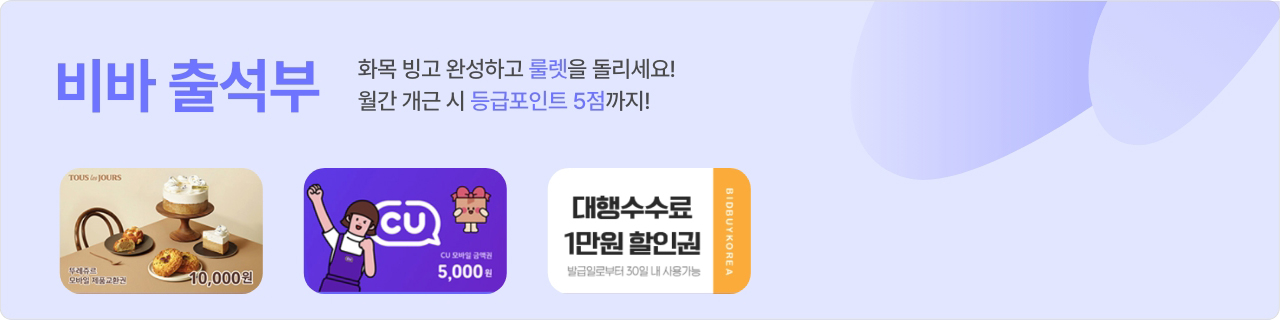 비바 출석부
화목 빙고 완성하고 룰렛을 돌리세요!
월간 개근 시 등급포인트 5점까지!
TOUS les JOURS
뚜레쥬르
모바일 제품교환권
10,000원
CU
CU 모바일 금액권
5,000원
대행수수료
1만원 할인권
발급일로부터 30일 내 사용가능
BIDBUYKOREA